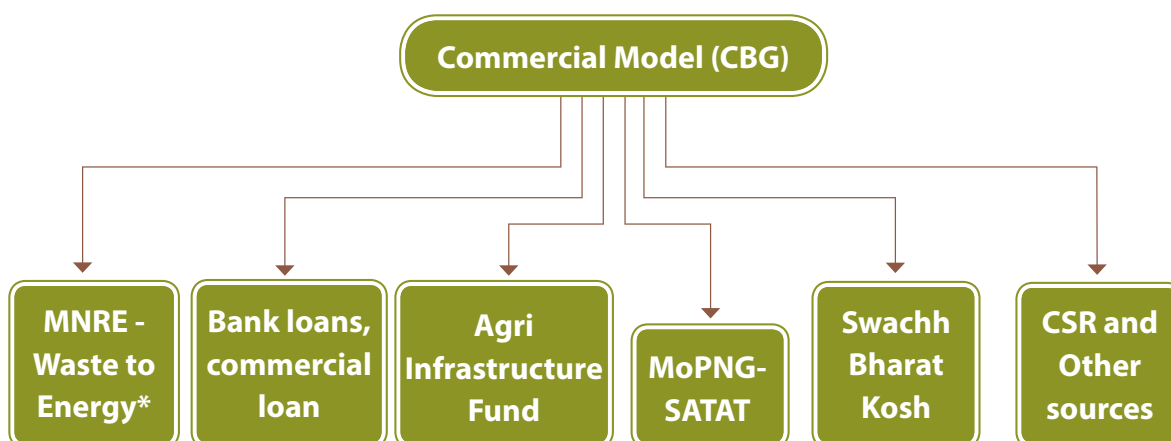 Commercial Model (CBG)
MNRE -
Waste to
Energy*
Bank loans,
commercial
loan
Agri
Infrastructure
Fund
MoPNG-
SATAT
Swachh
Bharat
Kosh
CSR and
Other
sources